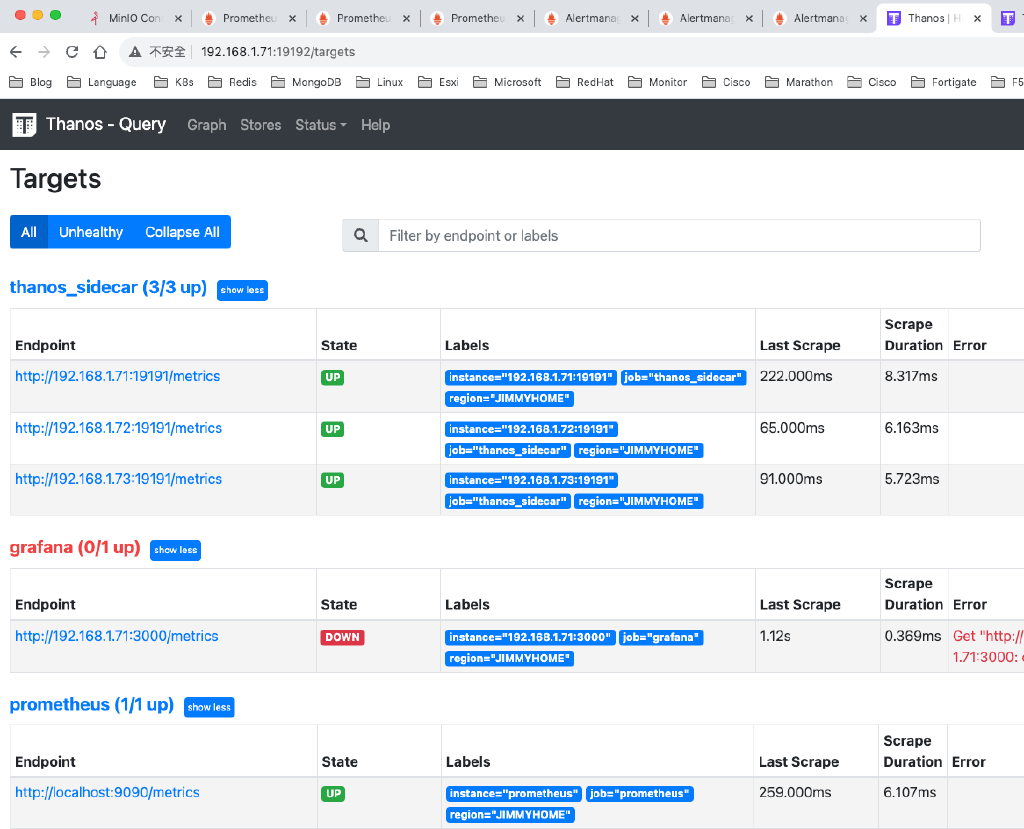 MinIO Con
Prometheu
Prometheu
Prometheu
Alertmana
Alertmana
Alertmana
Thanos | H
不安全 192.168.1.71:19192/targets
Blog Language K8s Redis MongoDB Linux Esxi Microsoft RedHat Monitor Cisco Marathon Cisco Fortigate F5
Thanos - Query Graph Stores Status Help
Targets
All Unhealthy Collapse All Filter by endpoint or labels
thanos_sidecar (3/3 up) show less
Endpoint State Labels Last Scrape Scrape Duration Error
http://192.168.1.71:19191/metrics UP instance="192.168.1.71:19191" job="thanos_sidecar" 222.000ms 8.317ms
region="JIMMYHOME"
http://192.168.1.72:19191/metrics UP instance="192.168.1.72:19191" 65.000ms 6.163ms
job="thanos_sidecar" region="JIMMYHOME"
http://192.168.1.73:19191/metrics UP instance="192.168.1.73:19191" 91.000ms 5.723ms
job="thanos_sidecar" region="JIMMYHOME"
grafana (0/1 up) show less
Endpoint State Labels Last Scrape Scrape Duration Error
http://192.168.1.71:3000/metrics DOWN instance="192.168.1.71:3000" job="grafana" 1.12s 0.369ms Get "http://
region="JIMMYHOME" 1.71:3000:
prometheus (1/1 up) show less
Endpoint State Labels Last Scrape Scrape Duration Error
http://localhost:9090/metrics UP instance="prometheus" job="prometheus" 259.000ms 6.107ms
region="JIMMYHOME"